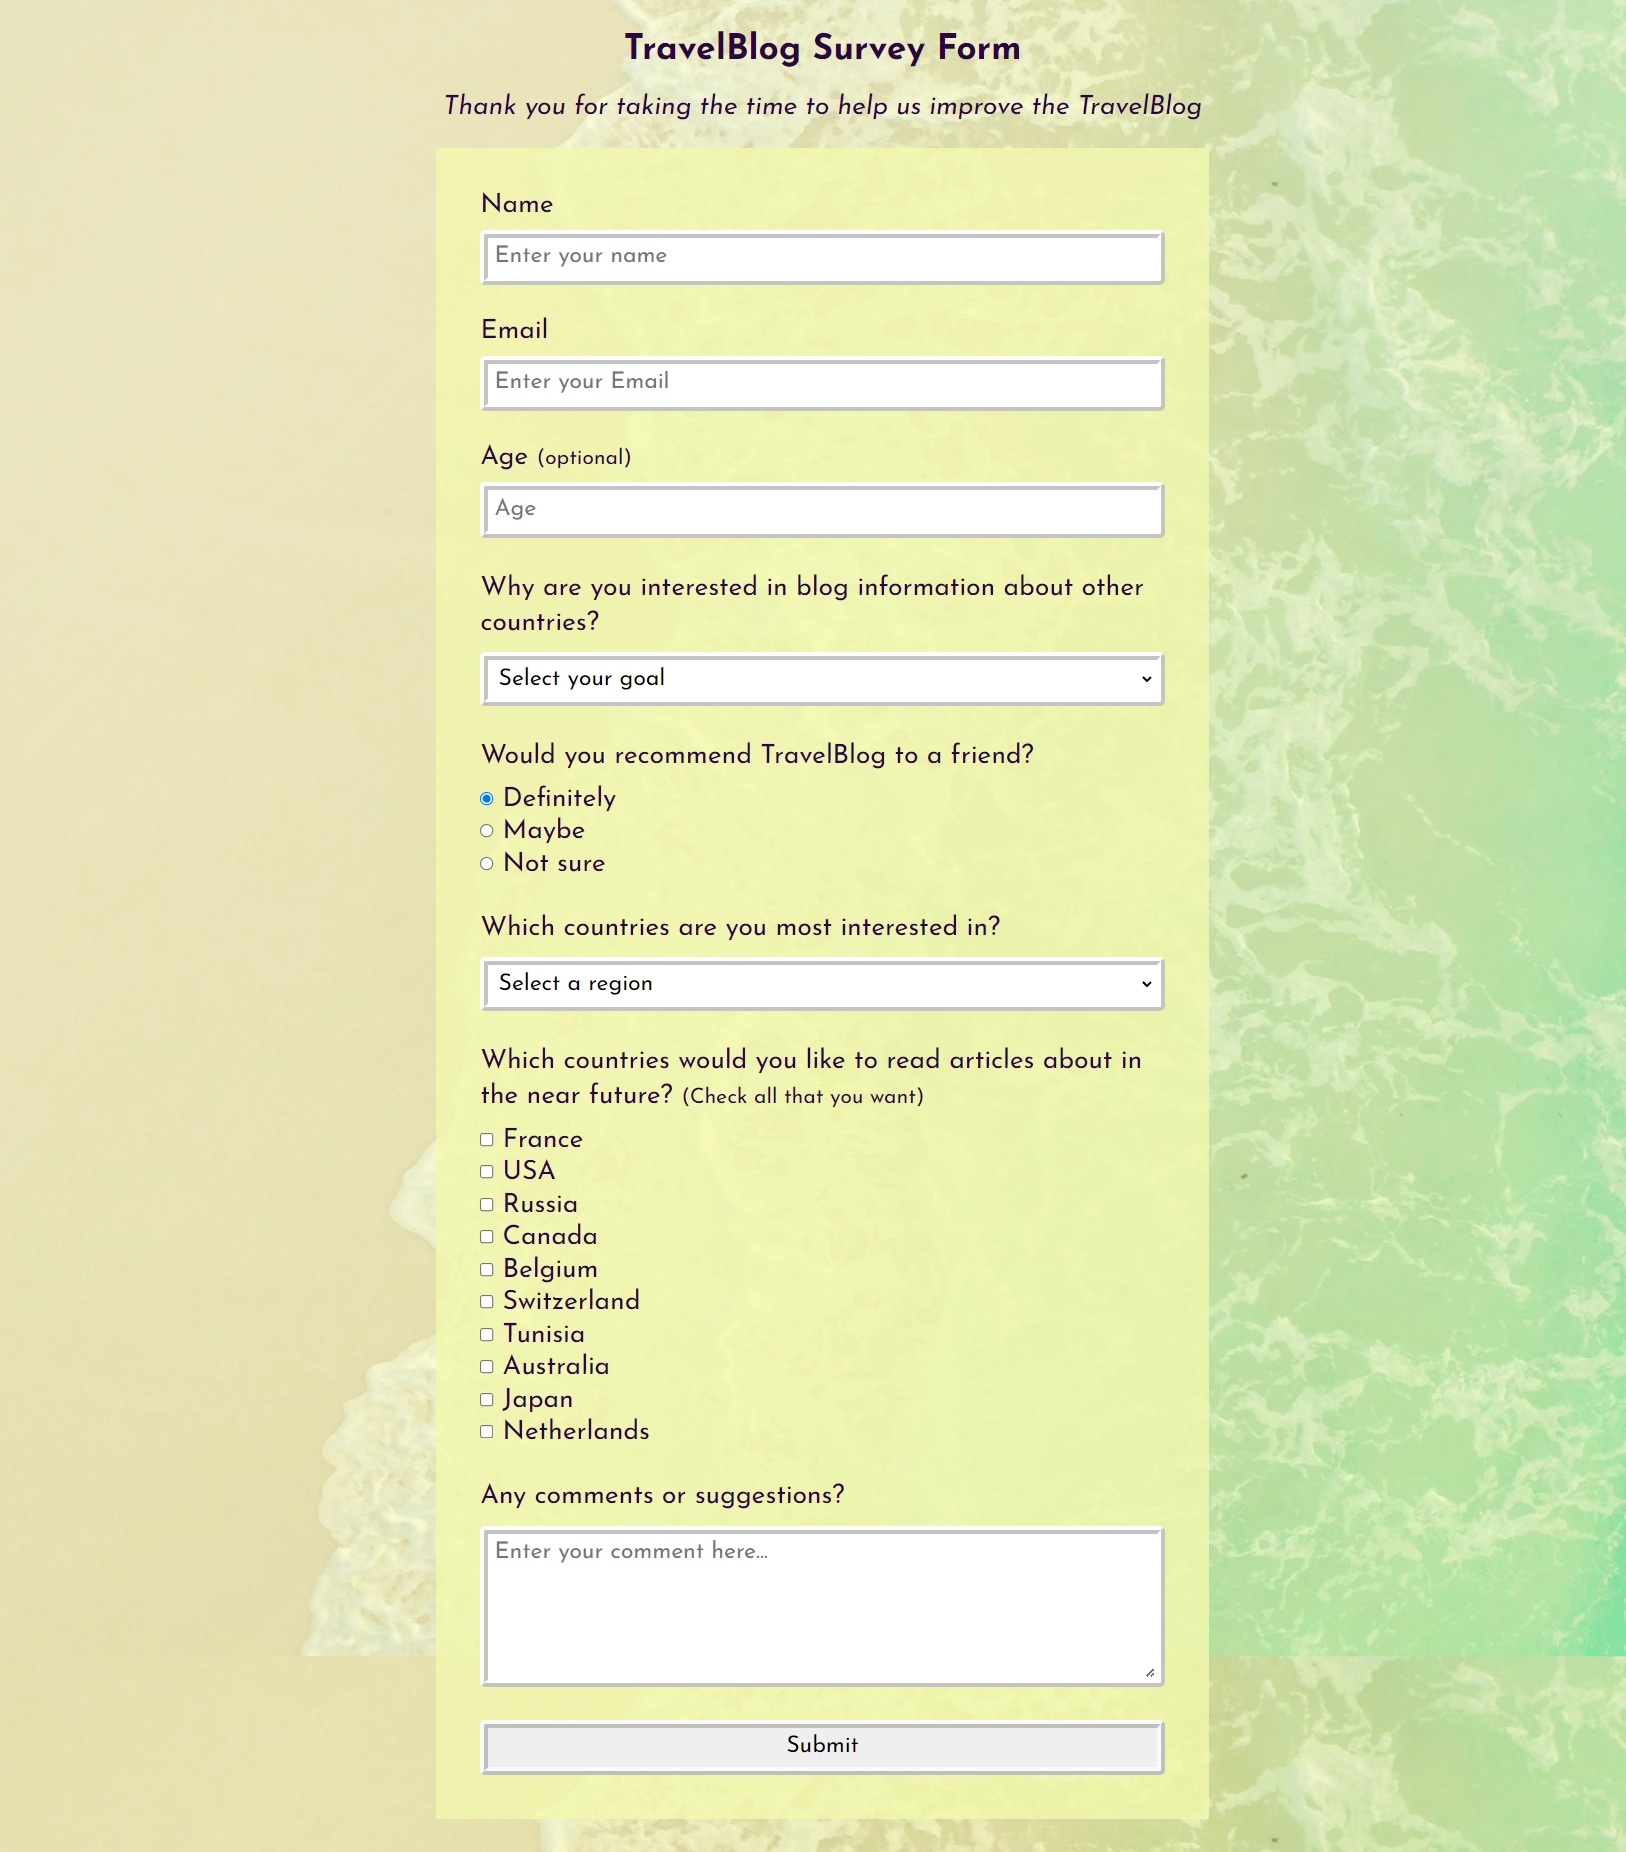 TravelBlog Survey Form
Thank you for taking the time to help us improve the TravelBlog
Name
Enter your name
Email
Enter your Email
Age (optional)
Age
Why are you interested in blog information about other
countries?
Select your goal
Would you recommend TravelBlog to a friend?
Definitely
Maybe
Not sure
Which countries are you most interested in?
Select a region
Which countries would you like to read articles about in
the near future? (Check all that you want)
France
USA
Russia
Canada
Belgium
Switzerland
Tunisia
Australia
Japan
Netherlands
Any comments or suggestions?
Enter your comment here...
Submit